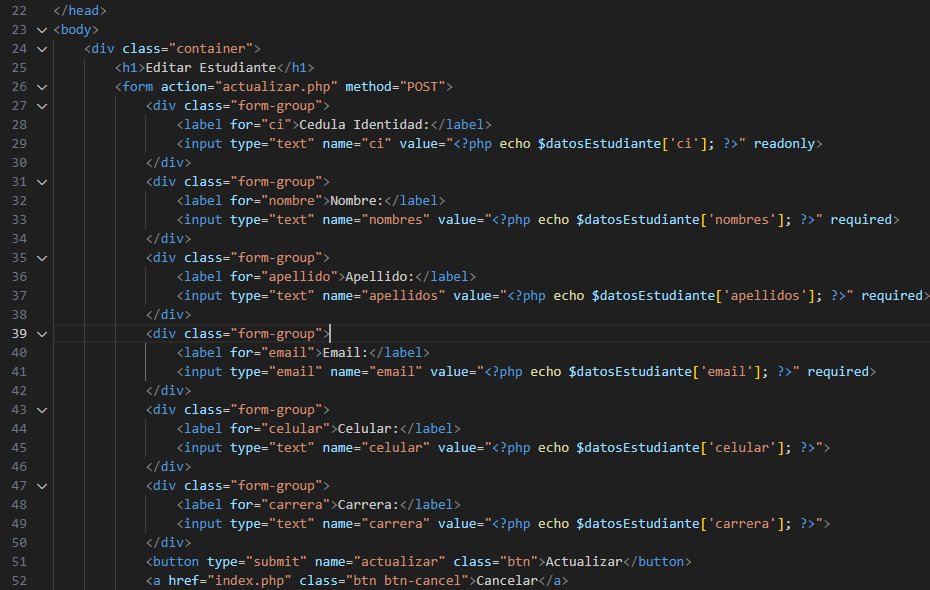 22 </head>
23 <body>
24 <div class="container">
25 <h1>Editar Estudiante</h1>
26 <form action="actualizar.php" method="POST">
27 <div class="form-group">
28 <label for="ci">Cedula Identidad:</label>
29 <input type="text" name="ci" value="<?php echo $datosEstudiante['ci']; ?>" readonly>
30 </div>
31 <div class="form-group">
32 <label for="nombre">Nombre:</label>
33 <input type="text" name="nombres" value="<?php echo $datosEstudiante['nombres']; ?>" required>
34 </div>
35 <div class="form-group">
36 <label for="apellido">Apellido:</label>
37 <input type="text" name="apellidos" value="<?php echo $datosEstudiante['apellidos']; ?>" required>
38 </div>
39 <div class="form-group">
40 <label for="email">Email:</label>
41 <input type="email" name="email" value="<?php echo $datosEstudiante['email']; ?>" required>
42 </div>
43 <div class="form-group">
44 <label for="celular">Celular:</label>
45 <input type="text" name="celular" value="<?php echo $datosEstudiante['celular']; ?>">
46 </div>
47 <div class="form-group">
48 <label for="carrera">Carrera:</label>
49 <input type="text" name="carrera" value="<?php echo $datosEstudiante['carrera']; ?>">
50 </div>
51 <button type="submit" name="actualizar" class="btn">Actualizar</button>
52 <a href="index.php" class="btn btn-cancel">Cancelar</a>